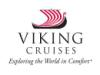 VIKING
CRUISES
Exploring the World in Comfort®